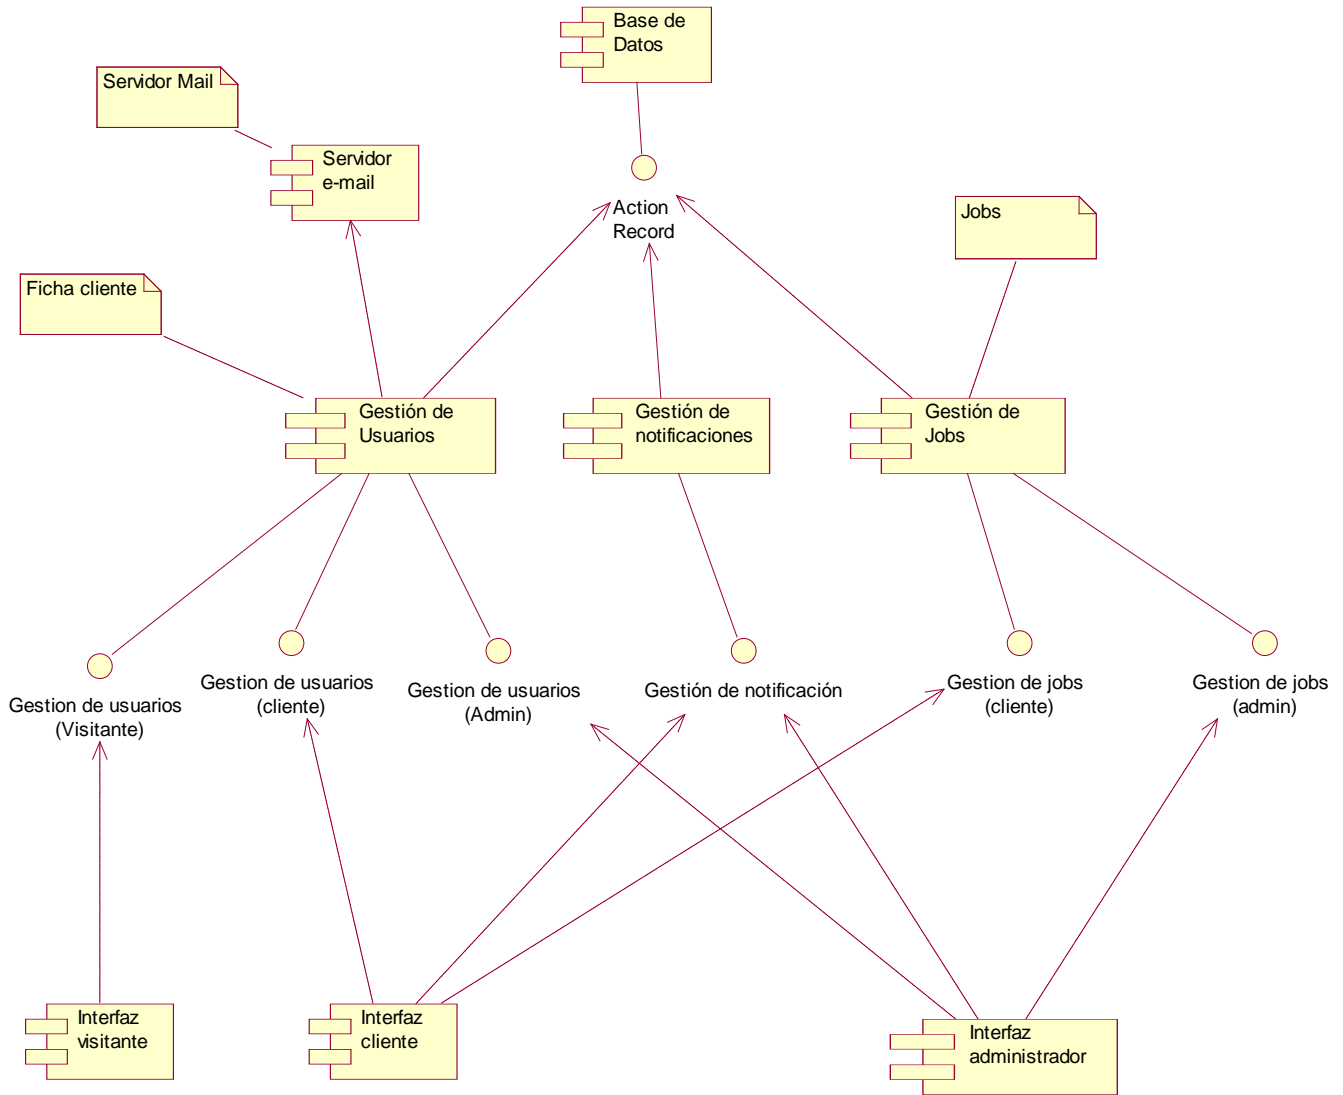 Base de
Datos
Servidor Mail
Servidor
e-mail
Action
Record
Jobs
Ficha cliente
Gestión de
Usuarios
Gestión de
notificaciones
Gestión de
Jobs
Gestion de usuarios
(Visitante)
Gestion de usuarios
(cliente)
Gestion de usuarios
(Admin)
Gestión de notificación
Gestion de jobs
(cliente)
Gestion de jobs
(admin)
Interfaz
visitante
Interfaz
cliente
Interfaz
administrador